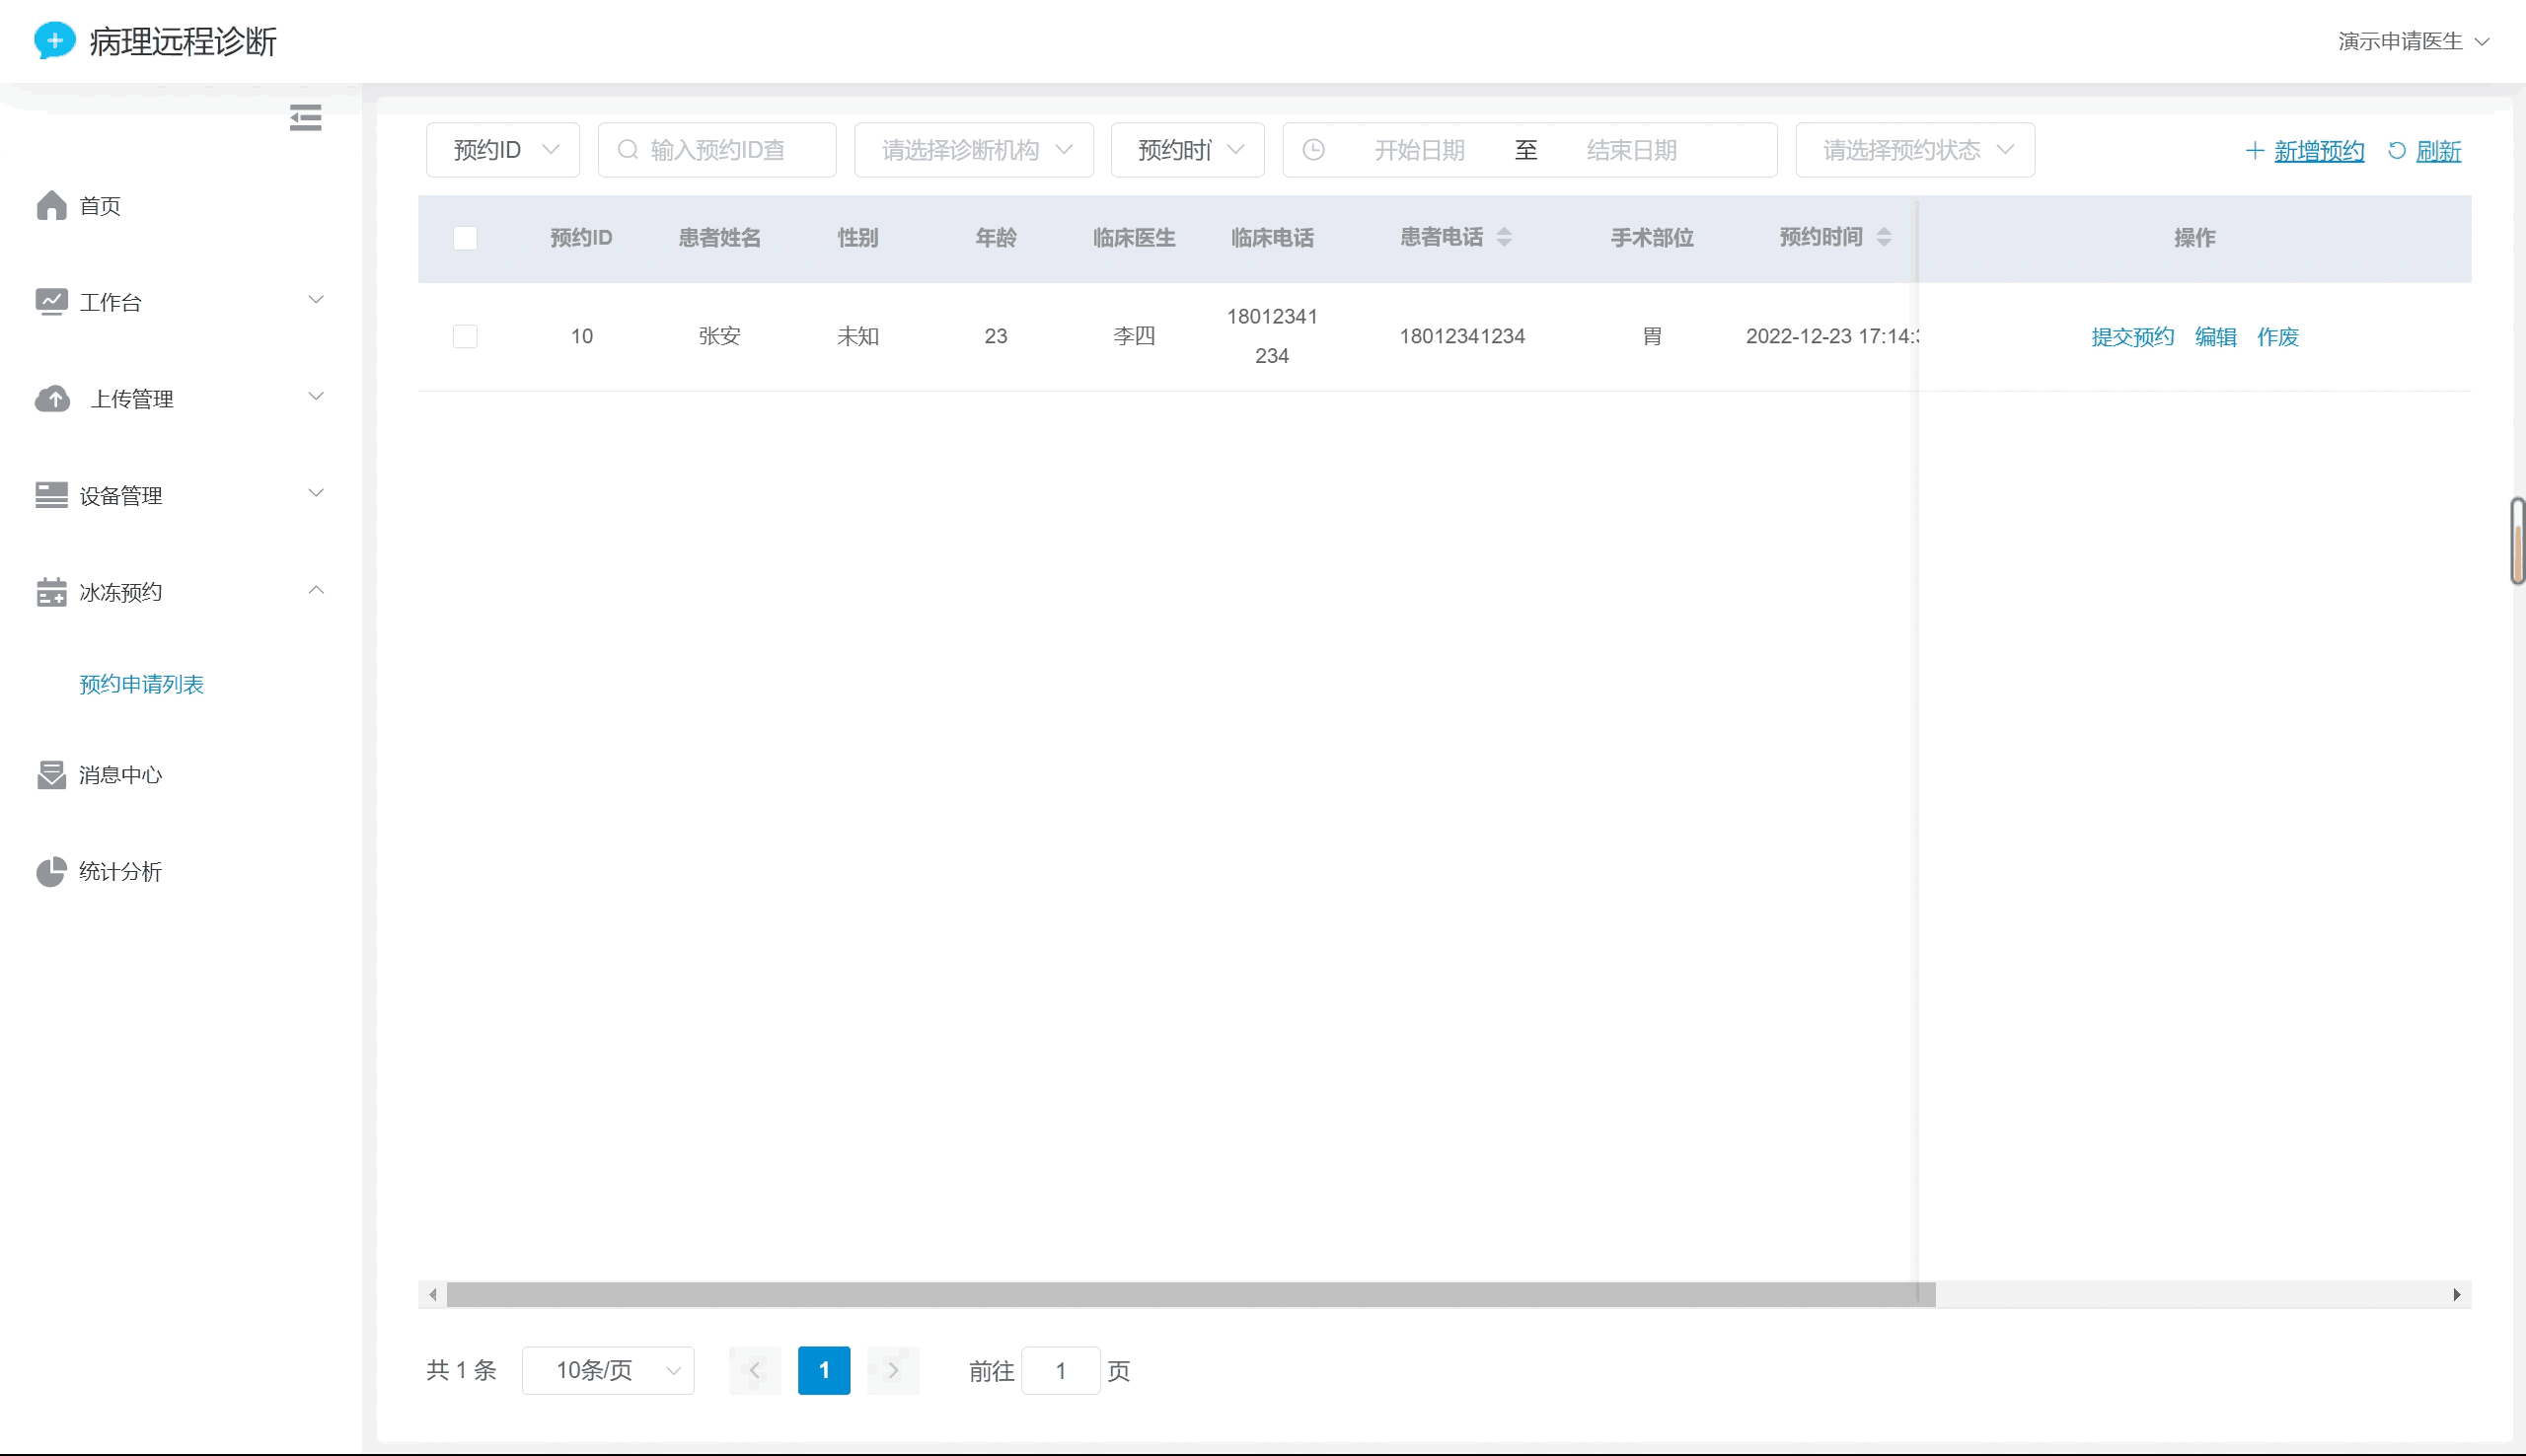 病理远程诊断
演示申请医生
预约ID
输入预约ID查
请选择诊断机构
预约时
开始日期 至 结束日期
请选择预约状态
新增预约
刷新
首页
工作台
上传管理
设备管理
冰冻预约
预约申请列表
消息中心
统计分析
预约ID 患者姓名 性别 年龄 临床医生 临床电话 患者电话 手术部位 预约时间 操作
10 张安 未知 23 李四 18012341234 18012341234 胃 2022-12-23 17:14: 提交预约 编辑 作废
共 1 条 10条/页 1 前往 1 页